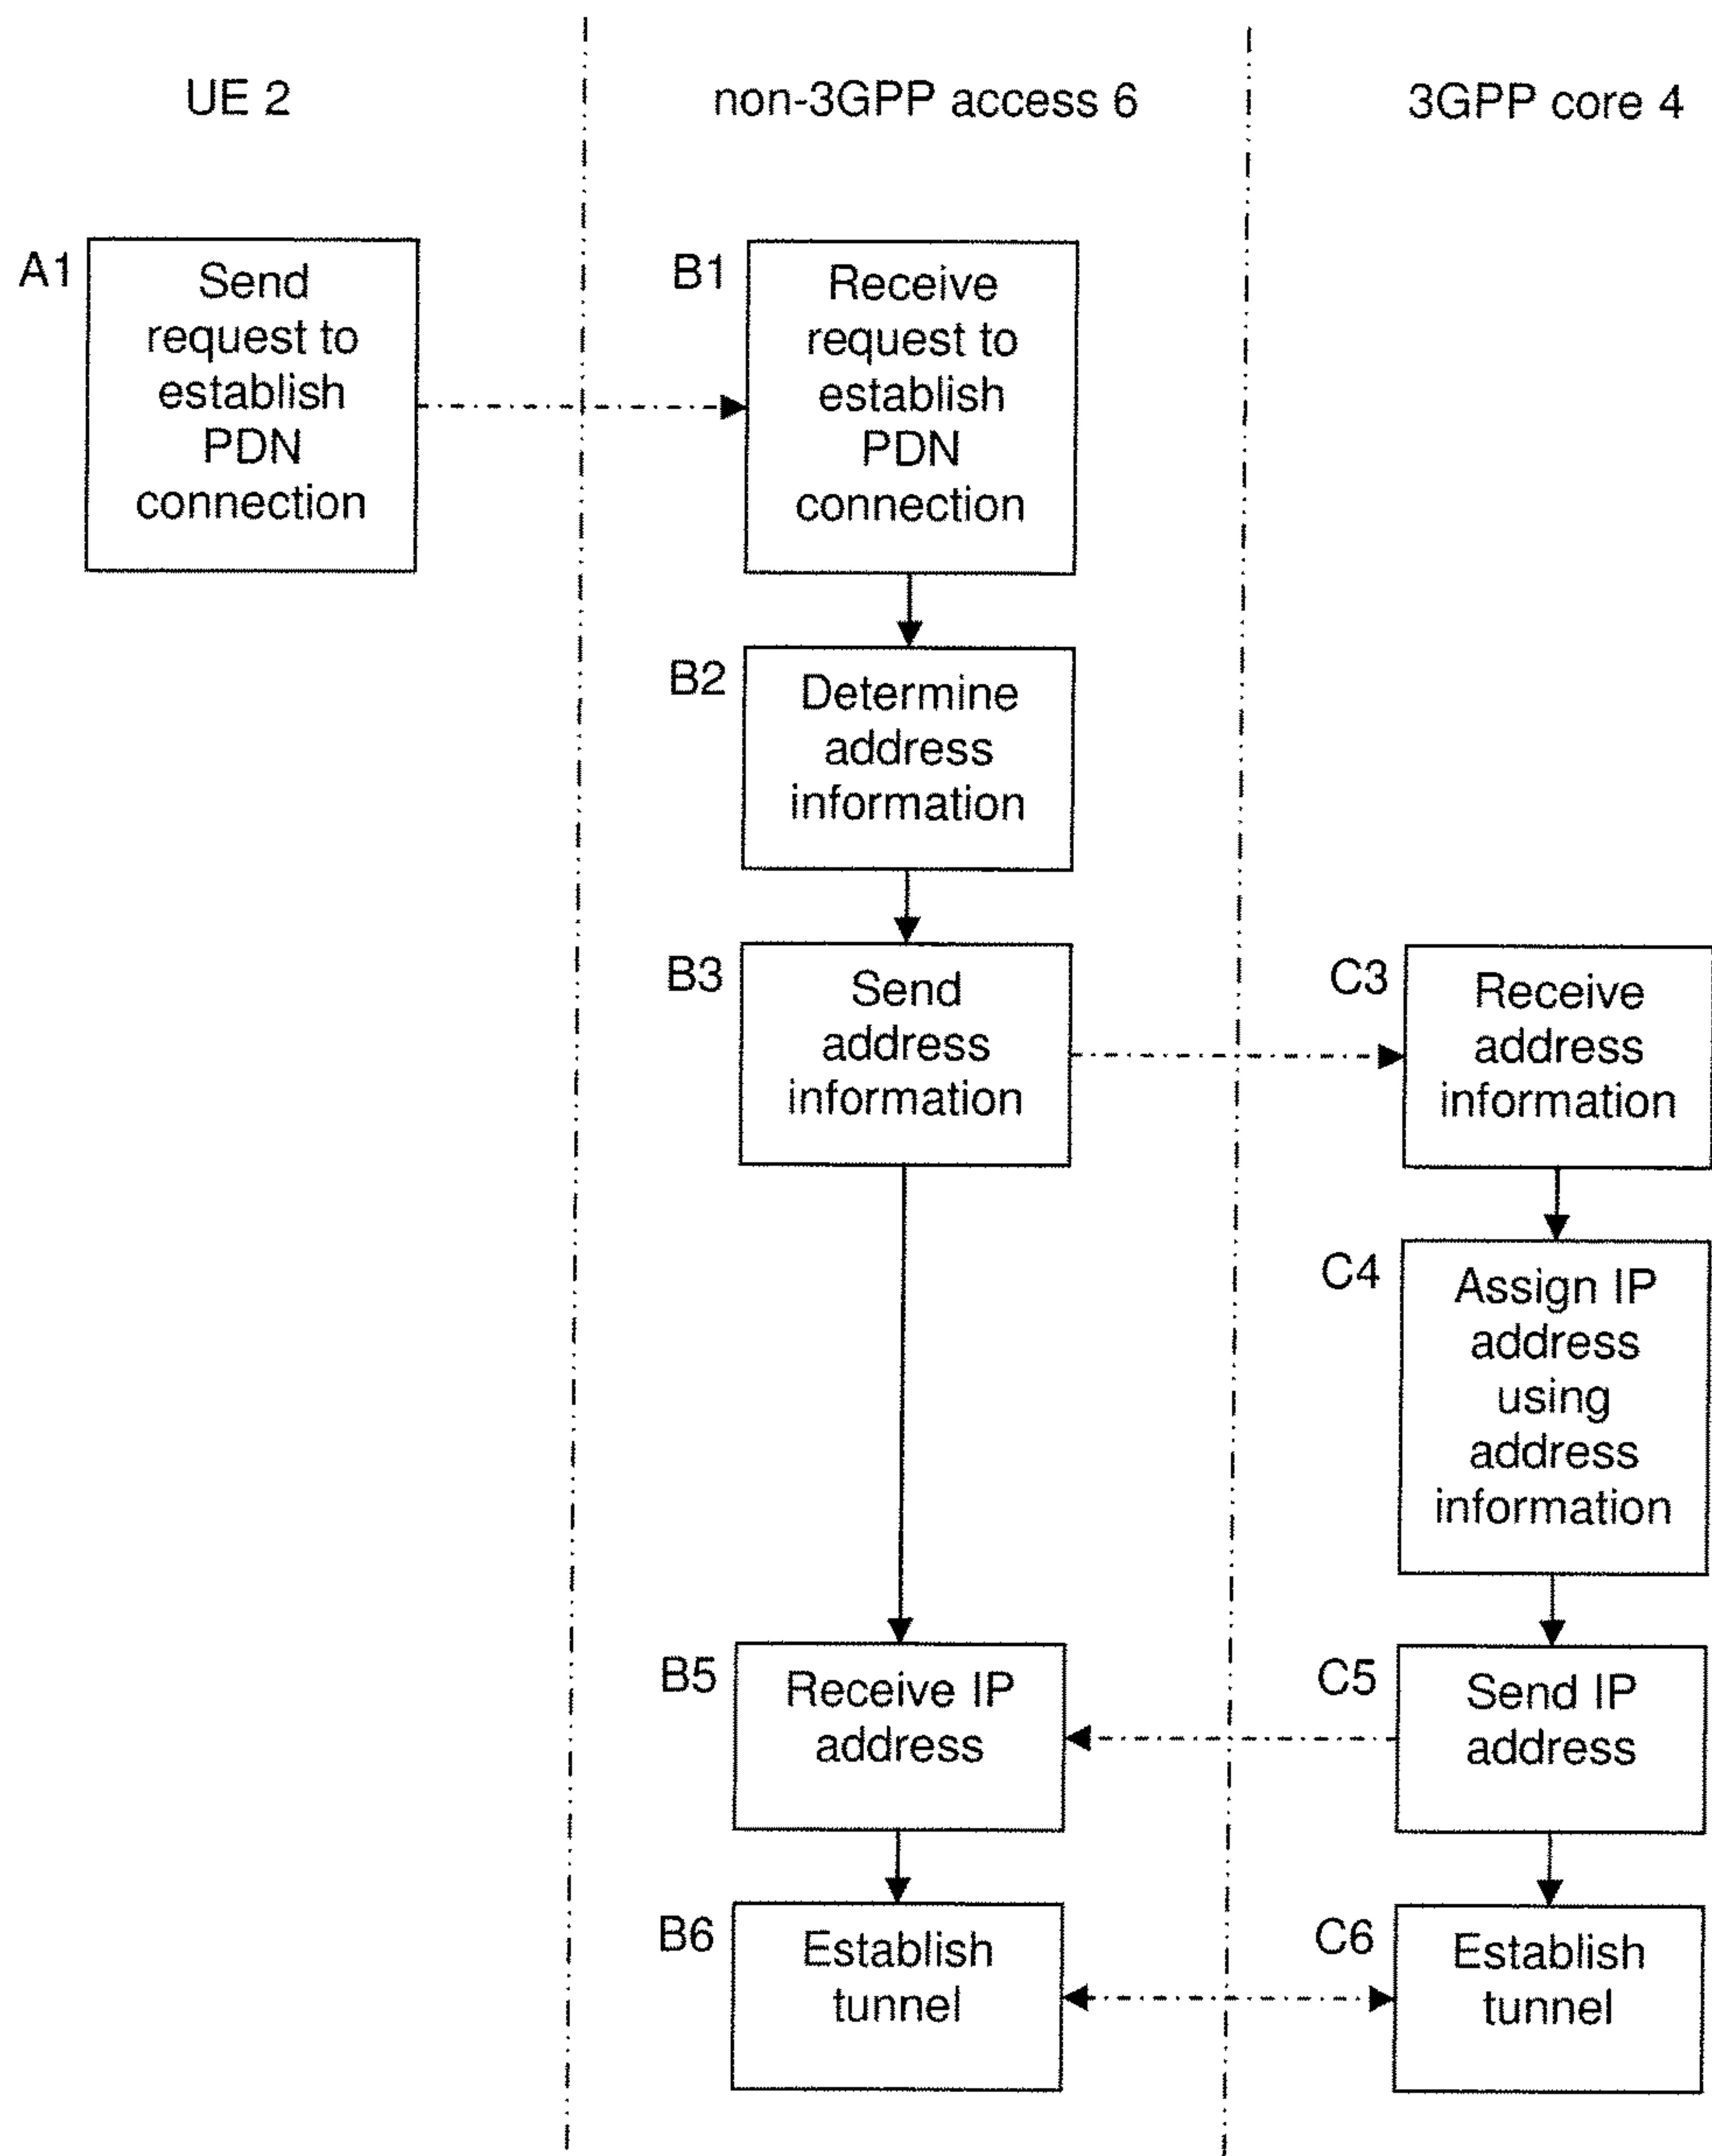 UE 2
non-3GPP access 6
3GPP core 4
A1
Send
request to
establish
PDN
connection
B1
Receive
request to
establish
PDN
connection
B2
Determine
address
information
B3
Send
address
information
C3
Receive
address
information
C4
Assign IP
address
using
address
information
B5
Receive IP
address
C5
Send IP
address
B6
Establish
tunnel
C6
Establish
tunnel